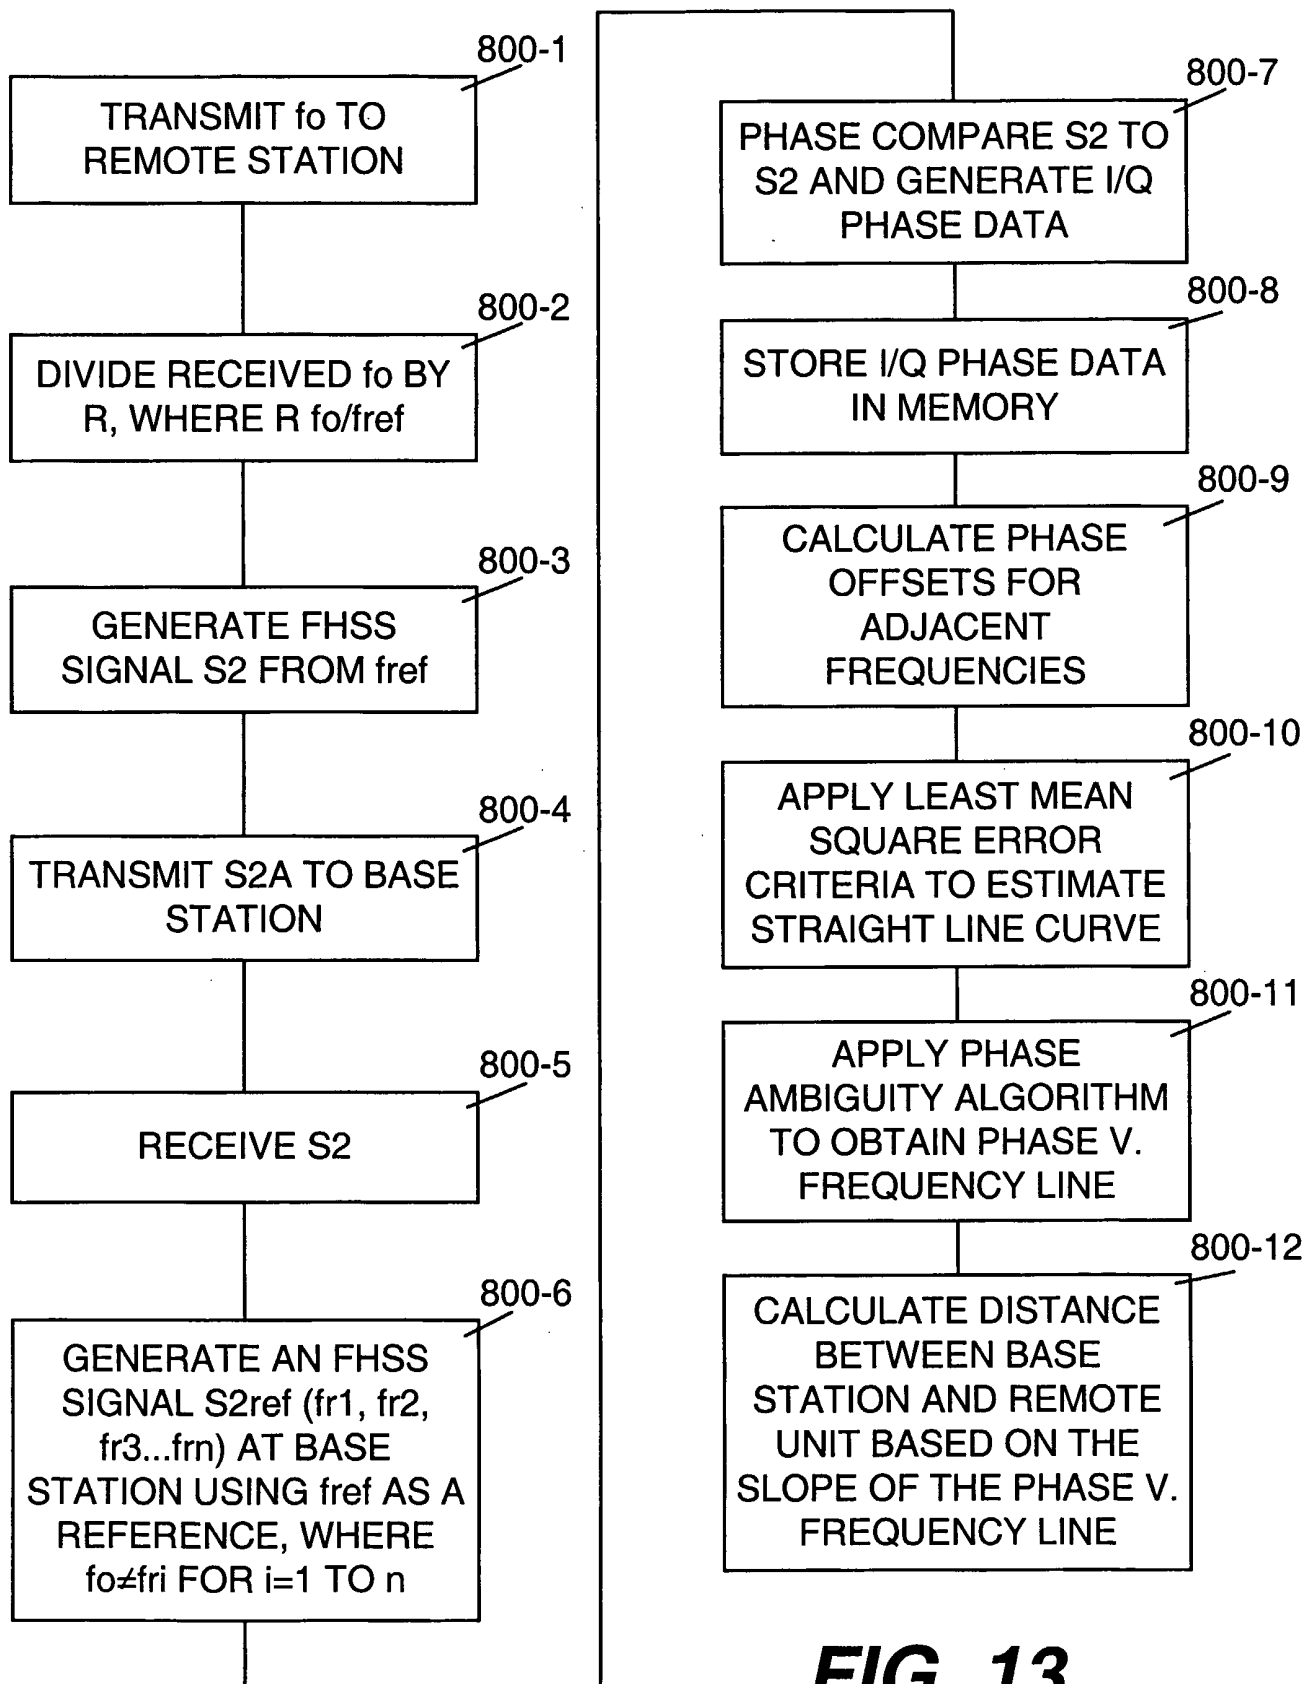 800-1
TRANSMIT fo TO
REMOTE STATION
800-2
DIVIDE RECEIVED fo BY
R, WHERE R fo/fref
800-3
GENERATE FHSS
SIGNAL S2 FROM fref
800-4
TRANSMIT S2A TO BASE
STATION
800-5
RECEIVE S2
800-6
GENERATE AN FHSS
SIGNAL S2ref (fr1, fr2,
fr3...frn) AT BASE
STATION USING fref AS A
REFERENCE, WHERE
fo≠fri FOR i=1 TO n
800-7
PHASE COMPARE S2 TO
S2 AND GENERATE I/Q
PHASE DATA
800-8
STORE I/Q PHASE DATA
IN MEMORY
800-9
CALCULATE PHASE
OFFSETS FOR
ADJACENT
FREQUENCIES
800-10
APPLY LEAST MEAN
SQUARE ERROR
CRITERIA TO ESTIMATE
STRAIGHT LINE CURVE
800-11
APPLY PHASE
AMBIGUITY ALGORITHM
TO OBTAIN PHASE V.
FREQUENCY LINE
800-12
CALCULATE DISTANCE
BETWEEN BASE
STATION AND REMOTE
UNIT BASED ON THE
SLOPE OF THE PHASE V.
FREQUENCY LINE
FIG. 13